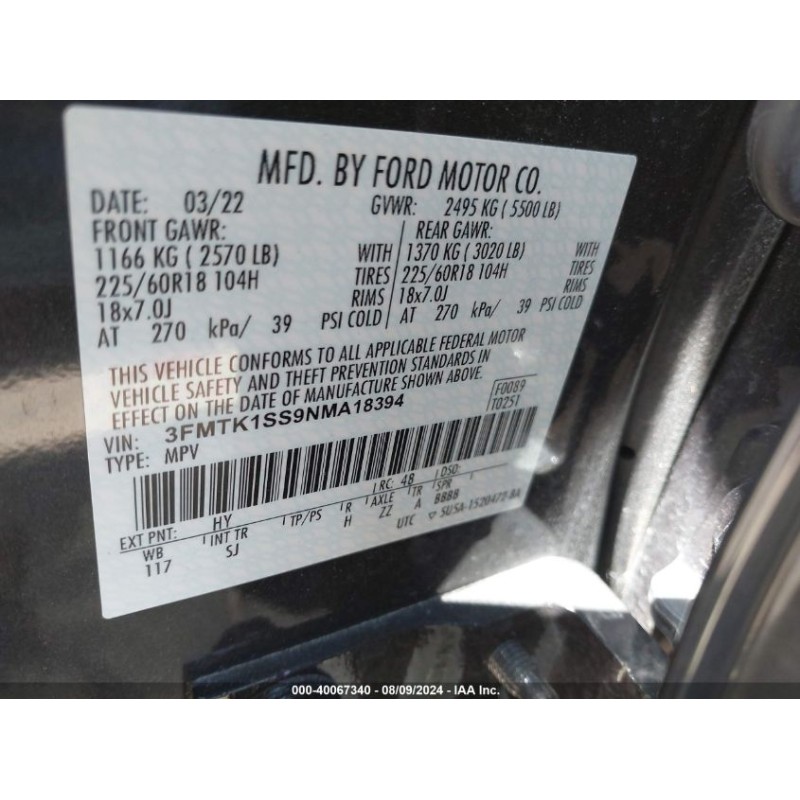 MFD. BY FORD MOTOR CO.
DATE: 03/22 GVWR: 2495 KG ( 5500 LB)
FRONT GAWR: REAR GAWR:
1166 KG ( 2570 LB) WITH 1370 KG ( 3020 LB) WITH
225/60R18 104H TIRES 225/60R18 104H TIRES
18x7.0J RIMS 18x7.0J RIMS
AT 270 kPa/ 39 PSI COLD AT 270 kPa/ 39 PSI COLD
THIS VEHICLE CONFORMS TO ALL APPLICABLE FEDERAL MOTOR
VEHICLE SAFETY AND THEFT PREVENTION STANDARDS IN
EFFECT ON THE DATE OF MANUFACTURE SHOWN ABOVE.
F0089
T0251
VIN: 3FMTK1SS9NMA18394
TYPE: MPV
EXT PNT: HY RC: 48 DSO:
WB INT TR TP/PS R AXLE TR SPR
117 SJ H ZZ A BBBB
UTC ▽ 5U5A-1520472-BA
000-40067340 - 08/09/2024 - IAA Inc.